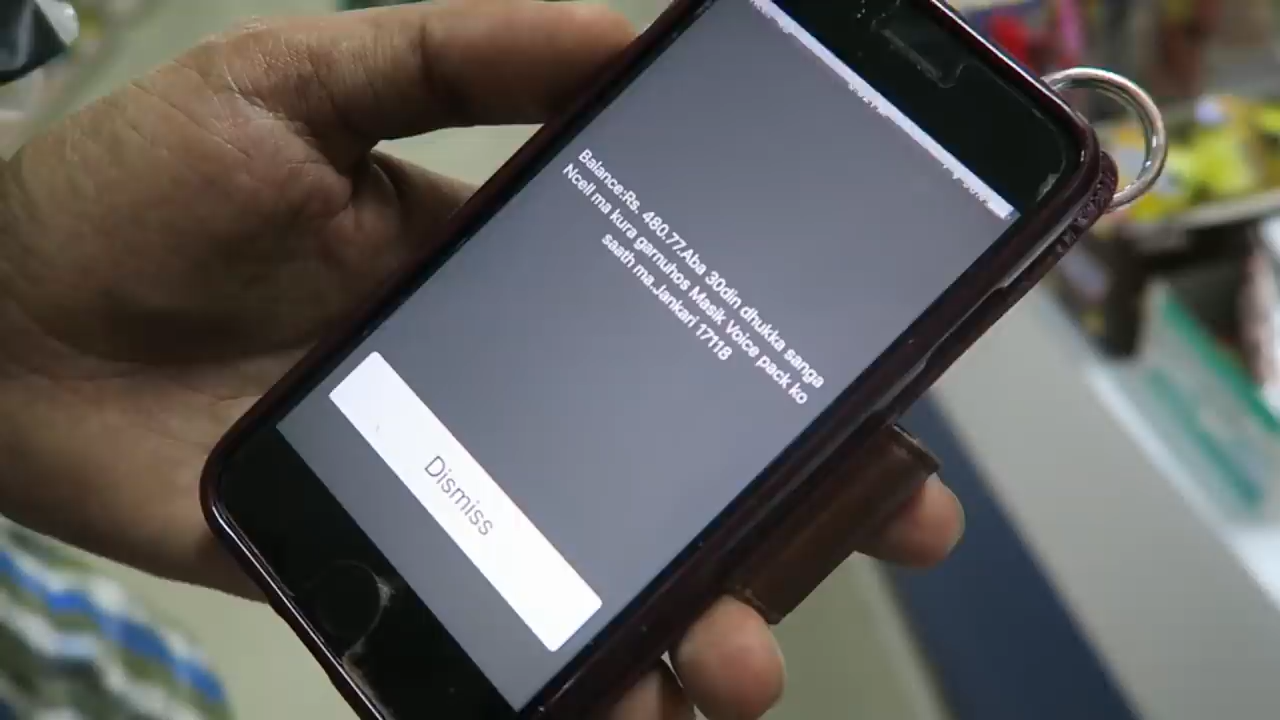 Balance:Rs. 480.77.Aba 30din dhukka sanga
Ncell ma kura garnuhos Masik Voice pack ko
saath ma.Jankari 17118
Dismiss